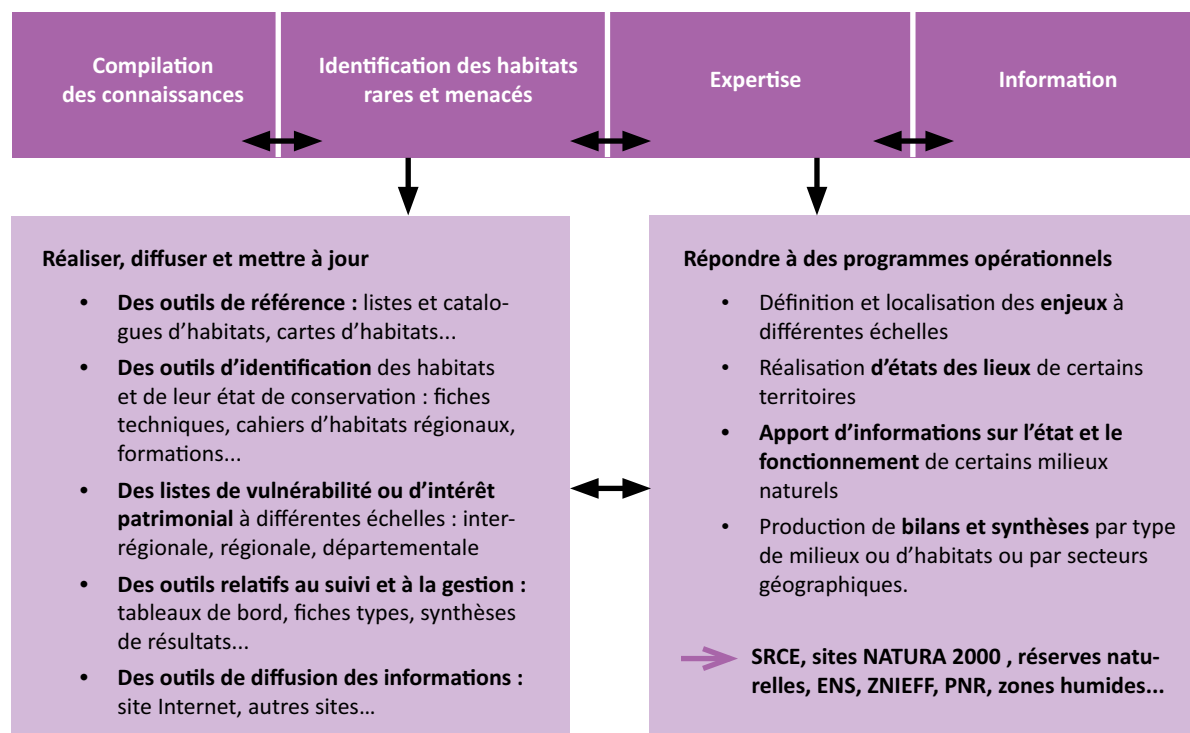 Compilation
des connaissances
Identification des habitats
rares et menacés
Expertise
Information
Réaliser, diffuser et mettre à jour
• Des outils de référence : listes et catalo-
gues d'habitats, cartes d'habitats...
• Des outils d'identification des habitats
et de leur état de conservation : fiches
techniques, cahiers d'habitats régionaux,
formations...
• Des listes de vulnérabilité ou d'intérêt
patrimonial à différentes échelles : inter-
régionale, régionale, départementale
• Des outils relatifs au suivi et à la gestion :
tableaux de bord, fiches types, synthèses
de résultats...
• Des outils de diffusion des informations :
site Internet, autres sites...
Répondre à des programmes opérationnels
• Définition et localisation des enjeux à
différentes échelles
• Réalisation d'états des lieux de certains
territoires
• Apport d'informations sur l'état et le
fonctionnement de certains milieux
naturels
• Production de bilans et synthèses par type
de milieux ou d'habitats ou par secteurs
géographiques.
SRCE, sites NATURA 2000 , réserves natu-
relles, ENS, ZNIEFF, PNR, zones humides...